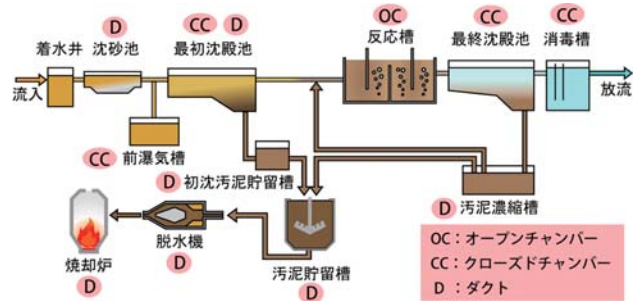 D
CC D
OC
CC
CC
着水井
沈砂池
最初沈殿池
反応槽
最終沈殿池
消毒槽
流入
放流
CC 前曝気槽
D 初沈汚泥貯留槽
D 汚泥濃縮槽
脱水機
D
焼却炉
D
汚泥貯留槽
D
OC：オープンチャンバー
CC：クローズドチャンバー
D：ダクト